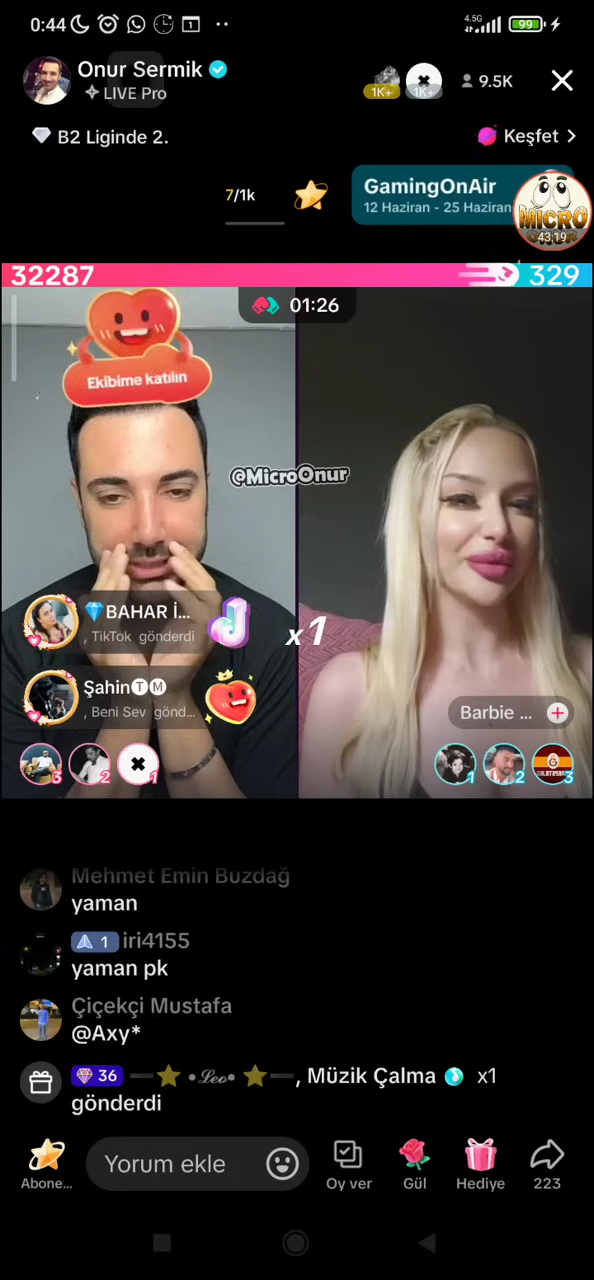 0:44
4.5G
99
Onur Sermik
LIVE Pro
1K+
1K+
9.5K
B2 Liginde 2.
Keşfet
7/1k
GamingOnAir
12 Haziran - 25 Haziran
MICRO
43:19
32287
329
01:26
Ekibime katılın
@MicroOnur
BAHAR İ...
, TikTok gönderdi
x1
Şahin🅣🅜
, Beni Sev gönd...
Barbie ...
3
2
1
1
2
3
Mehmet Emin Buzdağ
yaman
1 iri4155
yaman pk
Çiçekçi Mustafa
@Axy*
36 —⭐•𝓛𝑒𝑜•⭐—, Müzik Çalma x1
gönderdi
Abone...
Yorum ekle
Oy ver
Gül
Hediye
223